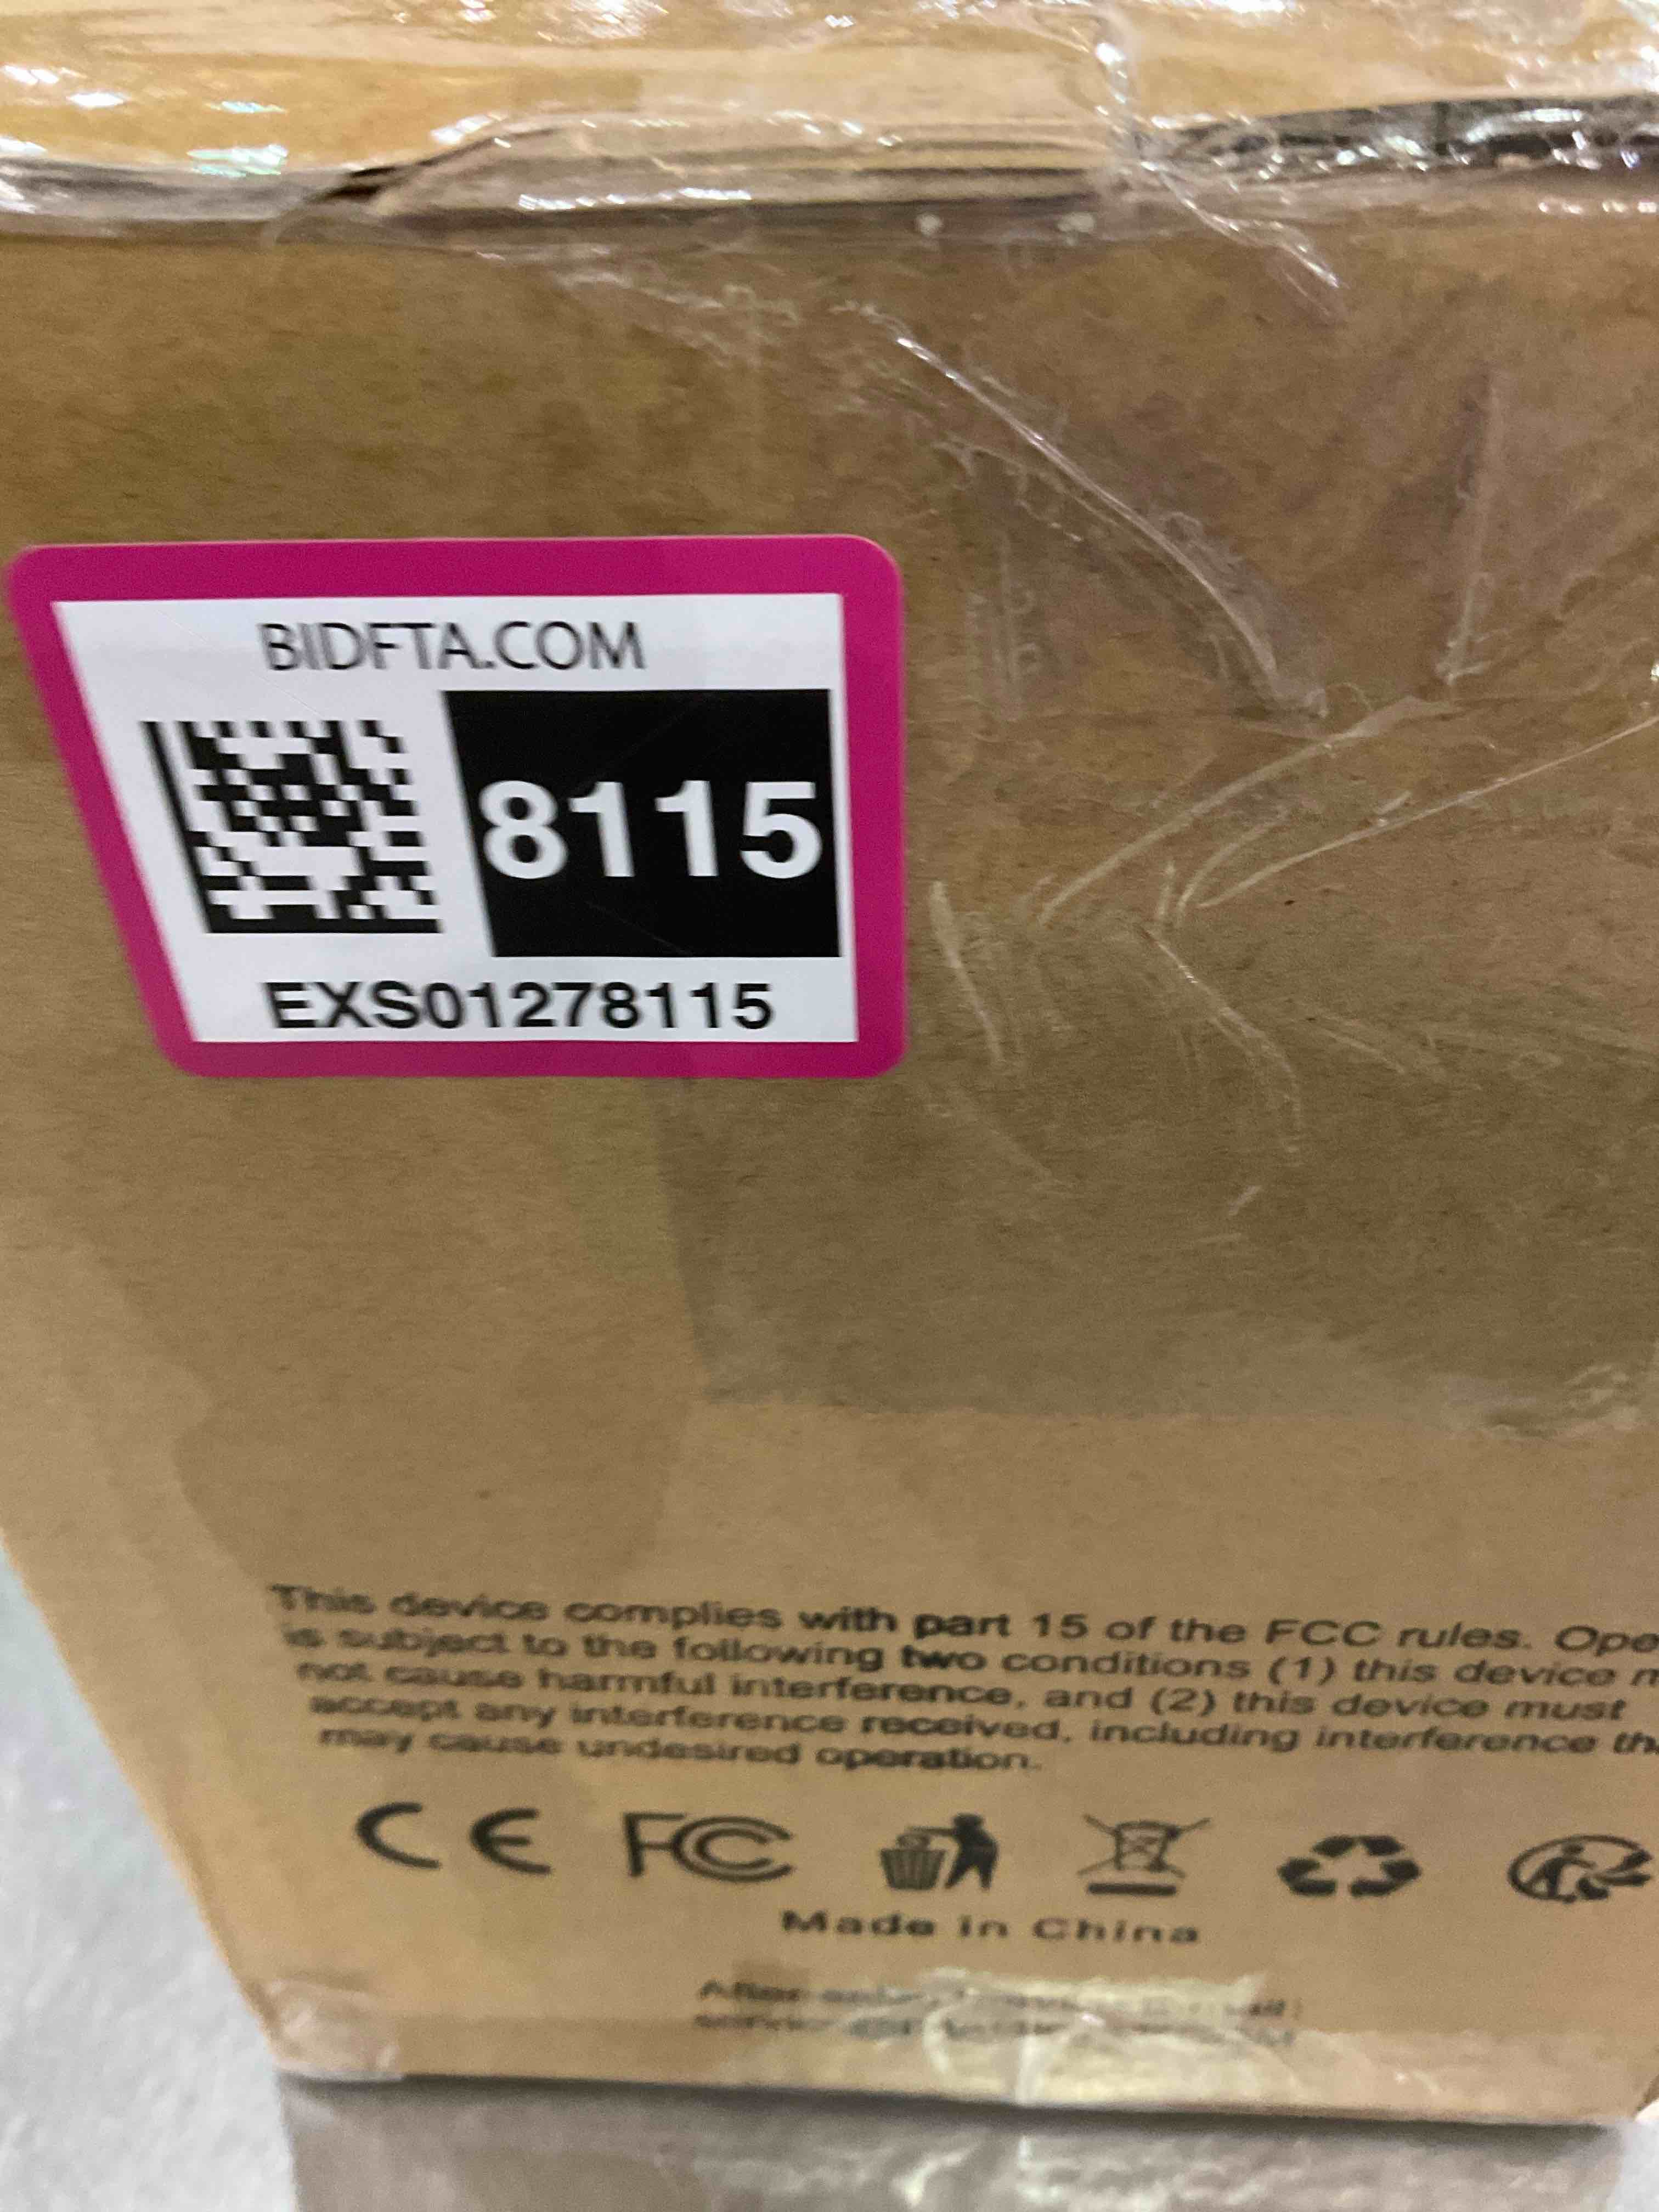 BIDFTA.COM
8115
EXS01278115
This device complies with part 15 of the FCC rules. Ope
is subject to the following two conditions (1) this device m
not cause harmful interference, and (2) this device must
accept any interference received, including interference tha
may cause undesired operation.
CE FC
Made in China